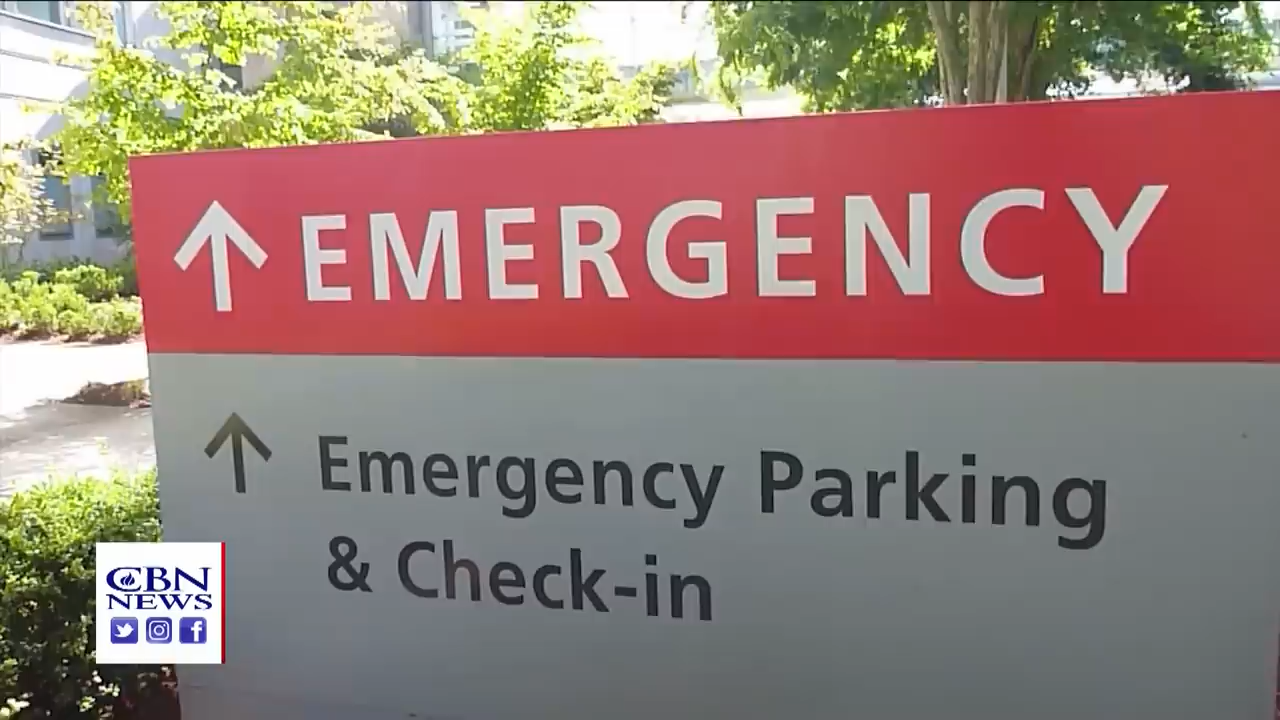 EMERGENCY
Emergency Parking
& Check-in
CBN
NEWS